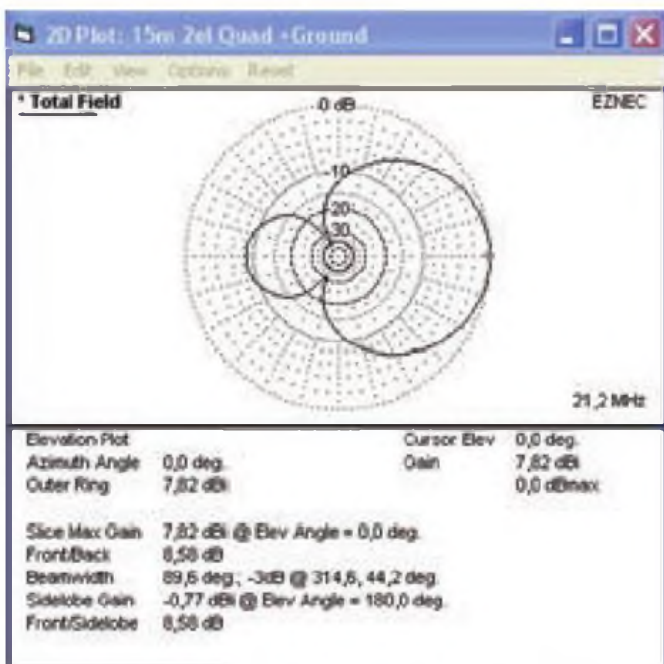 2D Plot: 15m 2el Quad +Ground
File Edit View Options Reset
* Total Field
0 dB
EZNEC
-10
-20
-30
21,2 MHz
Elevation Plot
Cursor Elev 0,0 deg.
Azimuth Angle 0,0 deg.
Gain 7,82 dBi
Outer Ring 7,82 dBi
0,0 dBmax
Slice Max Gain 7,82 dBi @ Elev Angle = 0,0 deg.
Front/Back 8,58 dB
Beamwidth 89,6 deg.; -3dB @ 314,6, 44,2 deg.
Sidelobe Gain -0,77 dBi @ Elev Angle = 180,0 deg.
Front/Sidelobe 8,58 dB